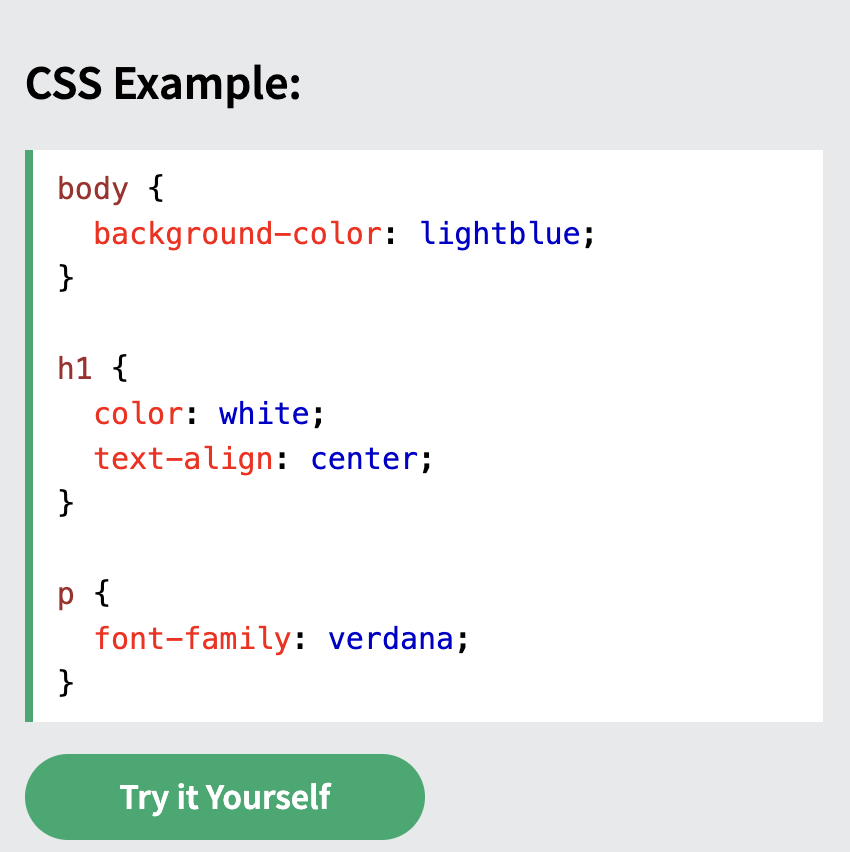 CSS Example:
body {
  background-color: lightblue;
}

h1 {
  color: white;
  text-align: center;
}

p {
  font-family: verdana;
}
Try it Yourself